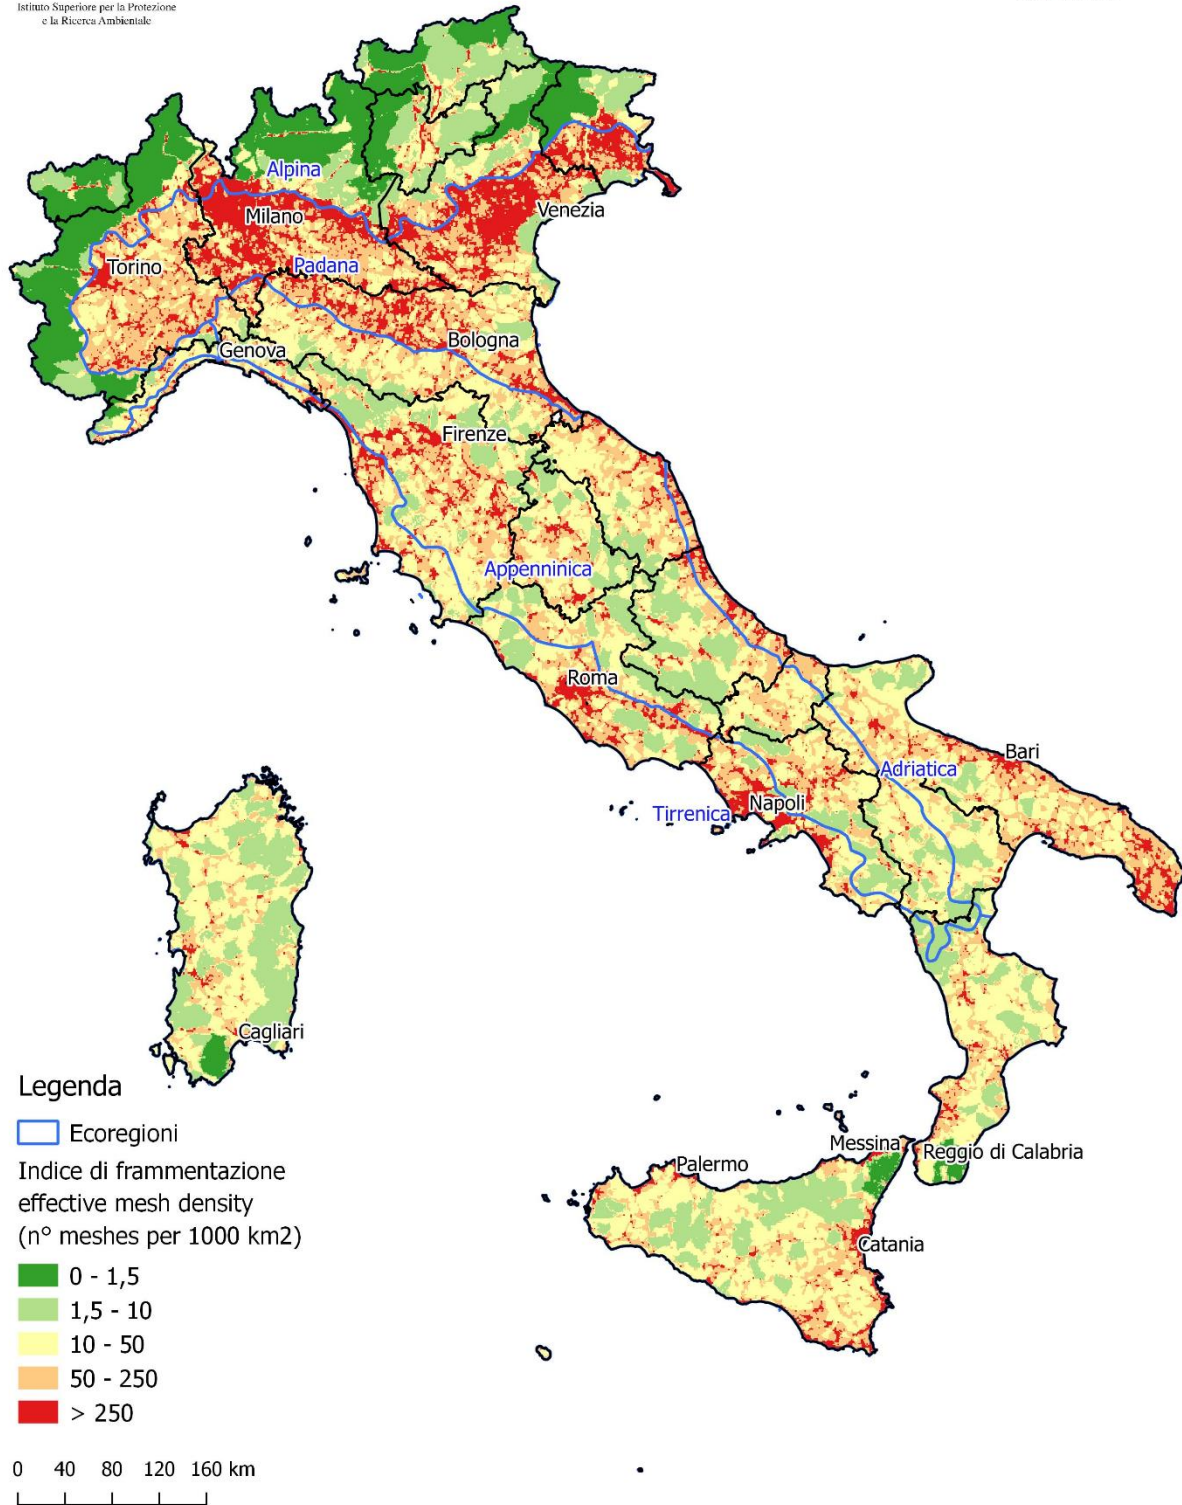 Istituto Superiore per la Protezione
e la Ricerca Ambientale
Alpina
Milano
Venezia
Torino
Padana
Bologna
Genova
Firenze
Appenninica
Roma
Bari
Adriatica
Napoli
Tirrenica
Cagliari
Legenda
Ecoregioni
Messina
Reggio di Calabria
Palermo
Indice di frammentazione
effective mesh density
(n° meshes per 1000 km2)
Catania
0 - 1,5
1,5 - 10
10 - 50
50 - 250
> 250
0 40 80 120 160 km